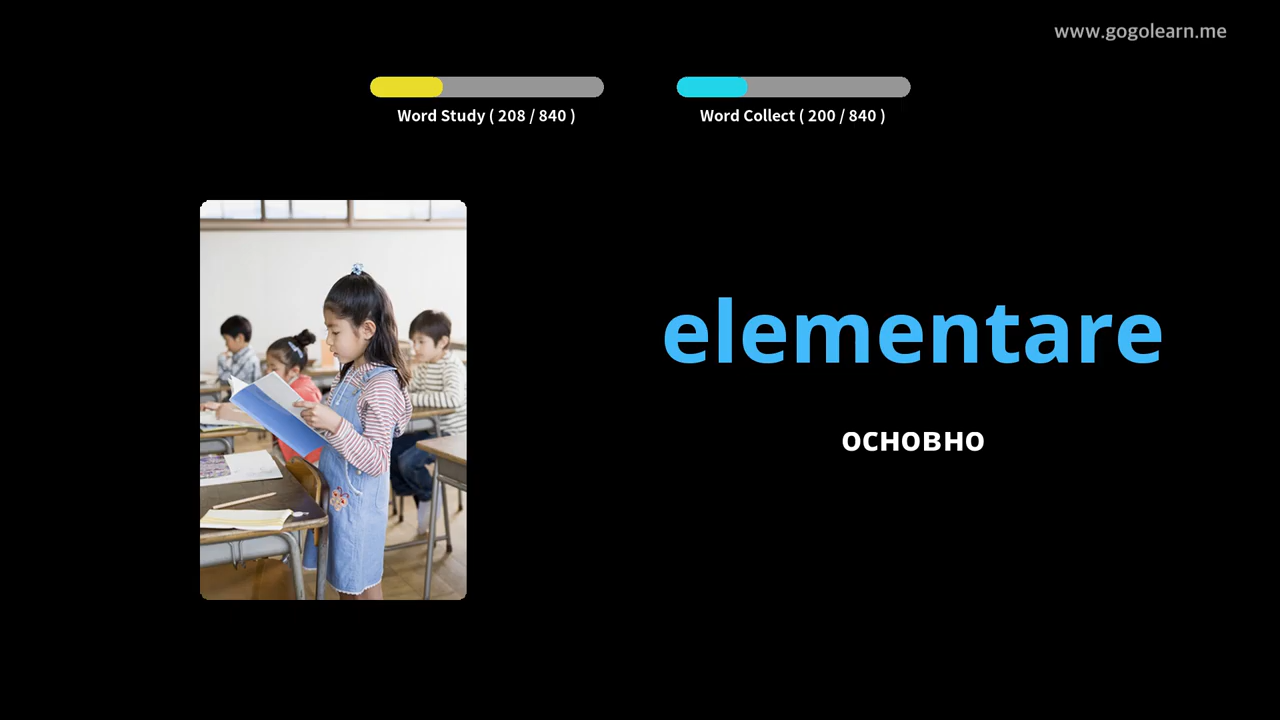 www.gogolearn.me
Word Study ( 208 / 840 )
Word Collect ( 200 / 840 )
elementare
основно